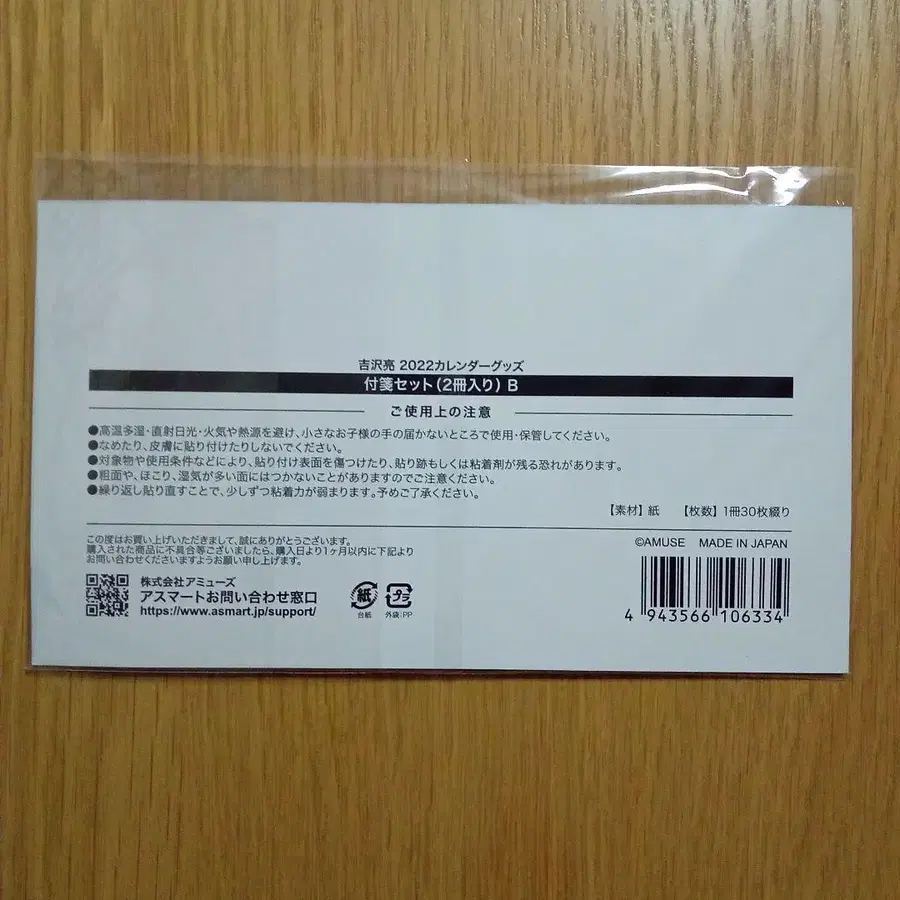 吉沢亮 2022カレンダーグッズ
付箋セット(2冊入り) B
ご使用上の注意
●高温多湿・直射日光・火気や熱源を避け、小さなお子様の手の届かないところで使用・保管してください。
●なめたり、皮膚に貼り付けたりしないでください。
●対象物や使用条件などにより、貼り付け表面を傷つけたり、貼り跡もしくは粘着剤が残る恐れがあります。
●粗面や、ほこり、湿気が多い面にはつかないことがありますのでご注意ください。
●繰り返し貼り直すことで、少しずつ粘着力が弱まります。予めご了承ください。
【素材】紙 【枚数】1冊30枚綴り
この度はお買い上げいただきまして、誠にありがとうございます。
購入された商品に不具合等ございましたら、購入日より1ヶ月以内に下記より
お問い合わせくださいますようお願い申し上げます。
©AMUSE MADE IN JAPAN
株式会社アミューズ
アスマートお問い合わせ窓口
https://www.asmart.jp/support/
紙
台紙
プラ
外袋:PP
4 943566 106334